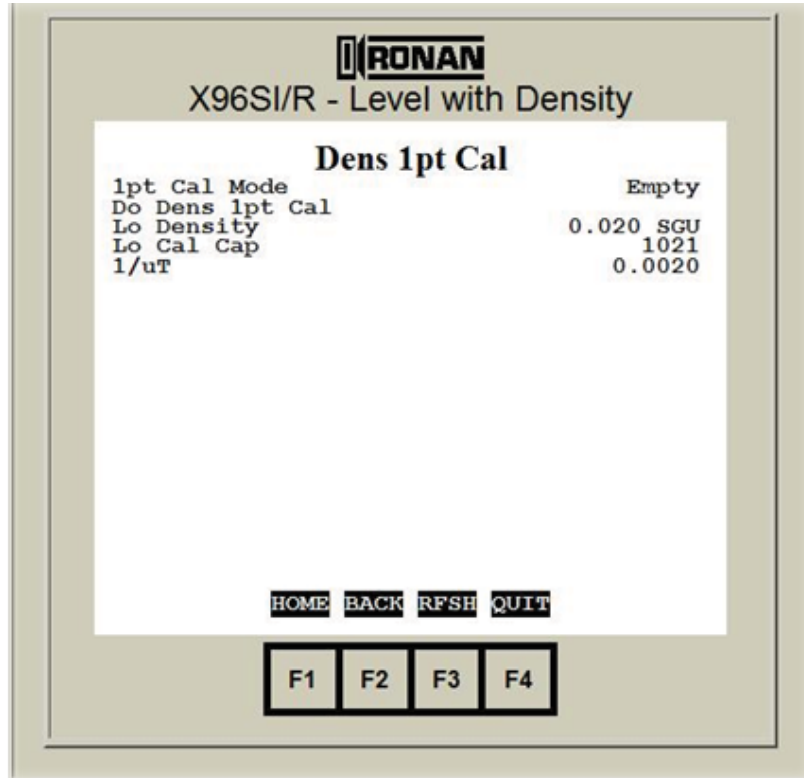 RONAN
X96SI/R - Level with Density
Dens 1pt Cal
1pt Cal Mode Empty
Do Dens 1pt Cal
Lo Density 0.020 SGU
Lo Cal Cap 1021
1/uT 0.0020
HOME BACK RFSH QUIT
F1 F2 F3 F4